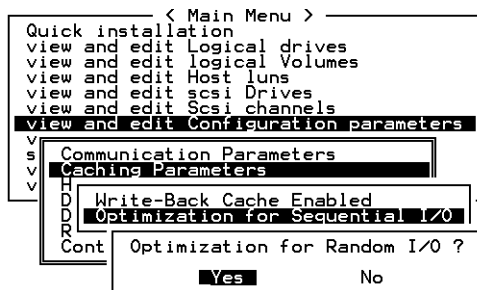 < Main Menu >
Quick installation
view and edit Logical drives
view and edit logical Volumes
view and edit Host luns
view and edit scsi Drives
view and edit Scsi channels
view and edit Configuration parameters
v
s Communication Parameters
v Caching Parameters
v H
D Write-Back Cache Enabled
D Optimization for Sequential I/O
R
Cont Optimization for Random I/O ?
Yes No